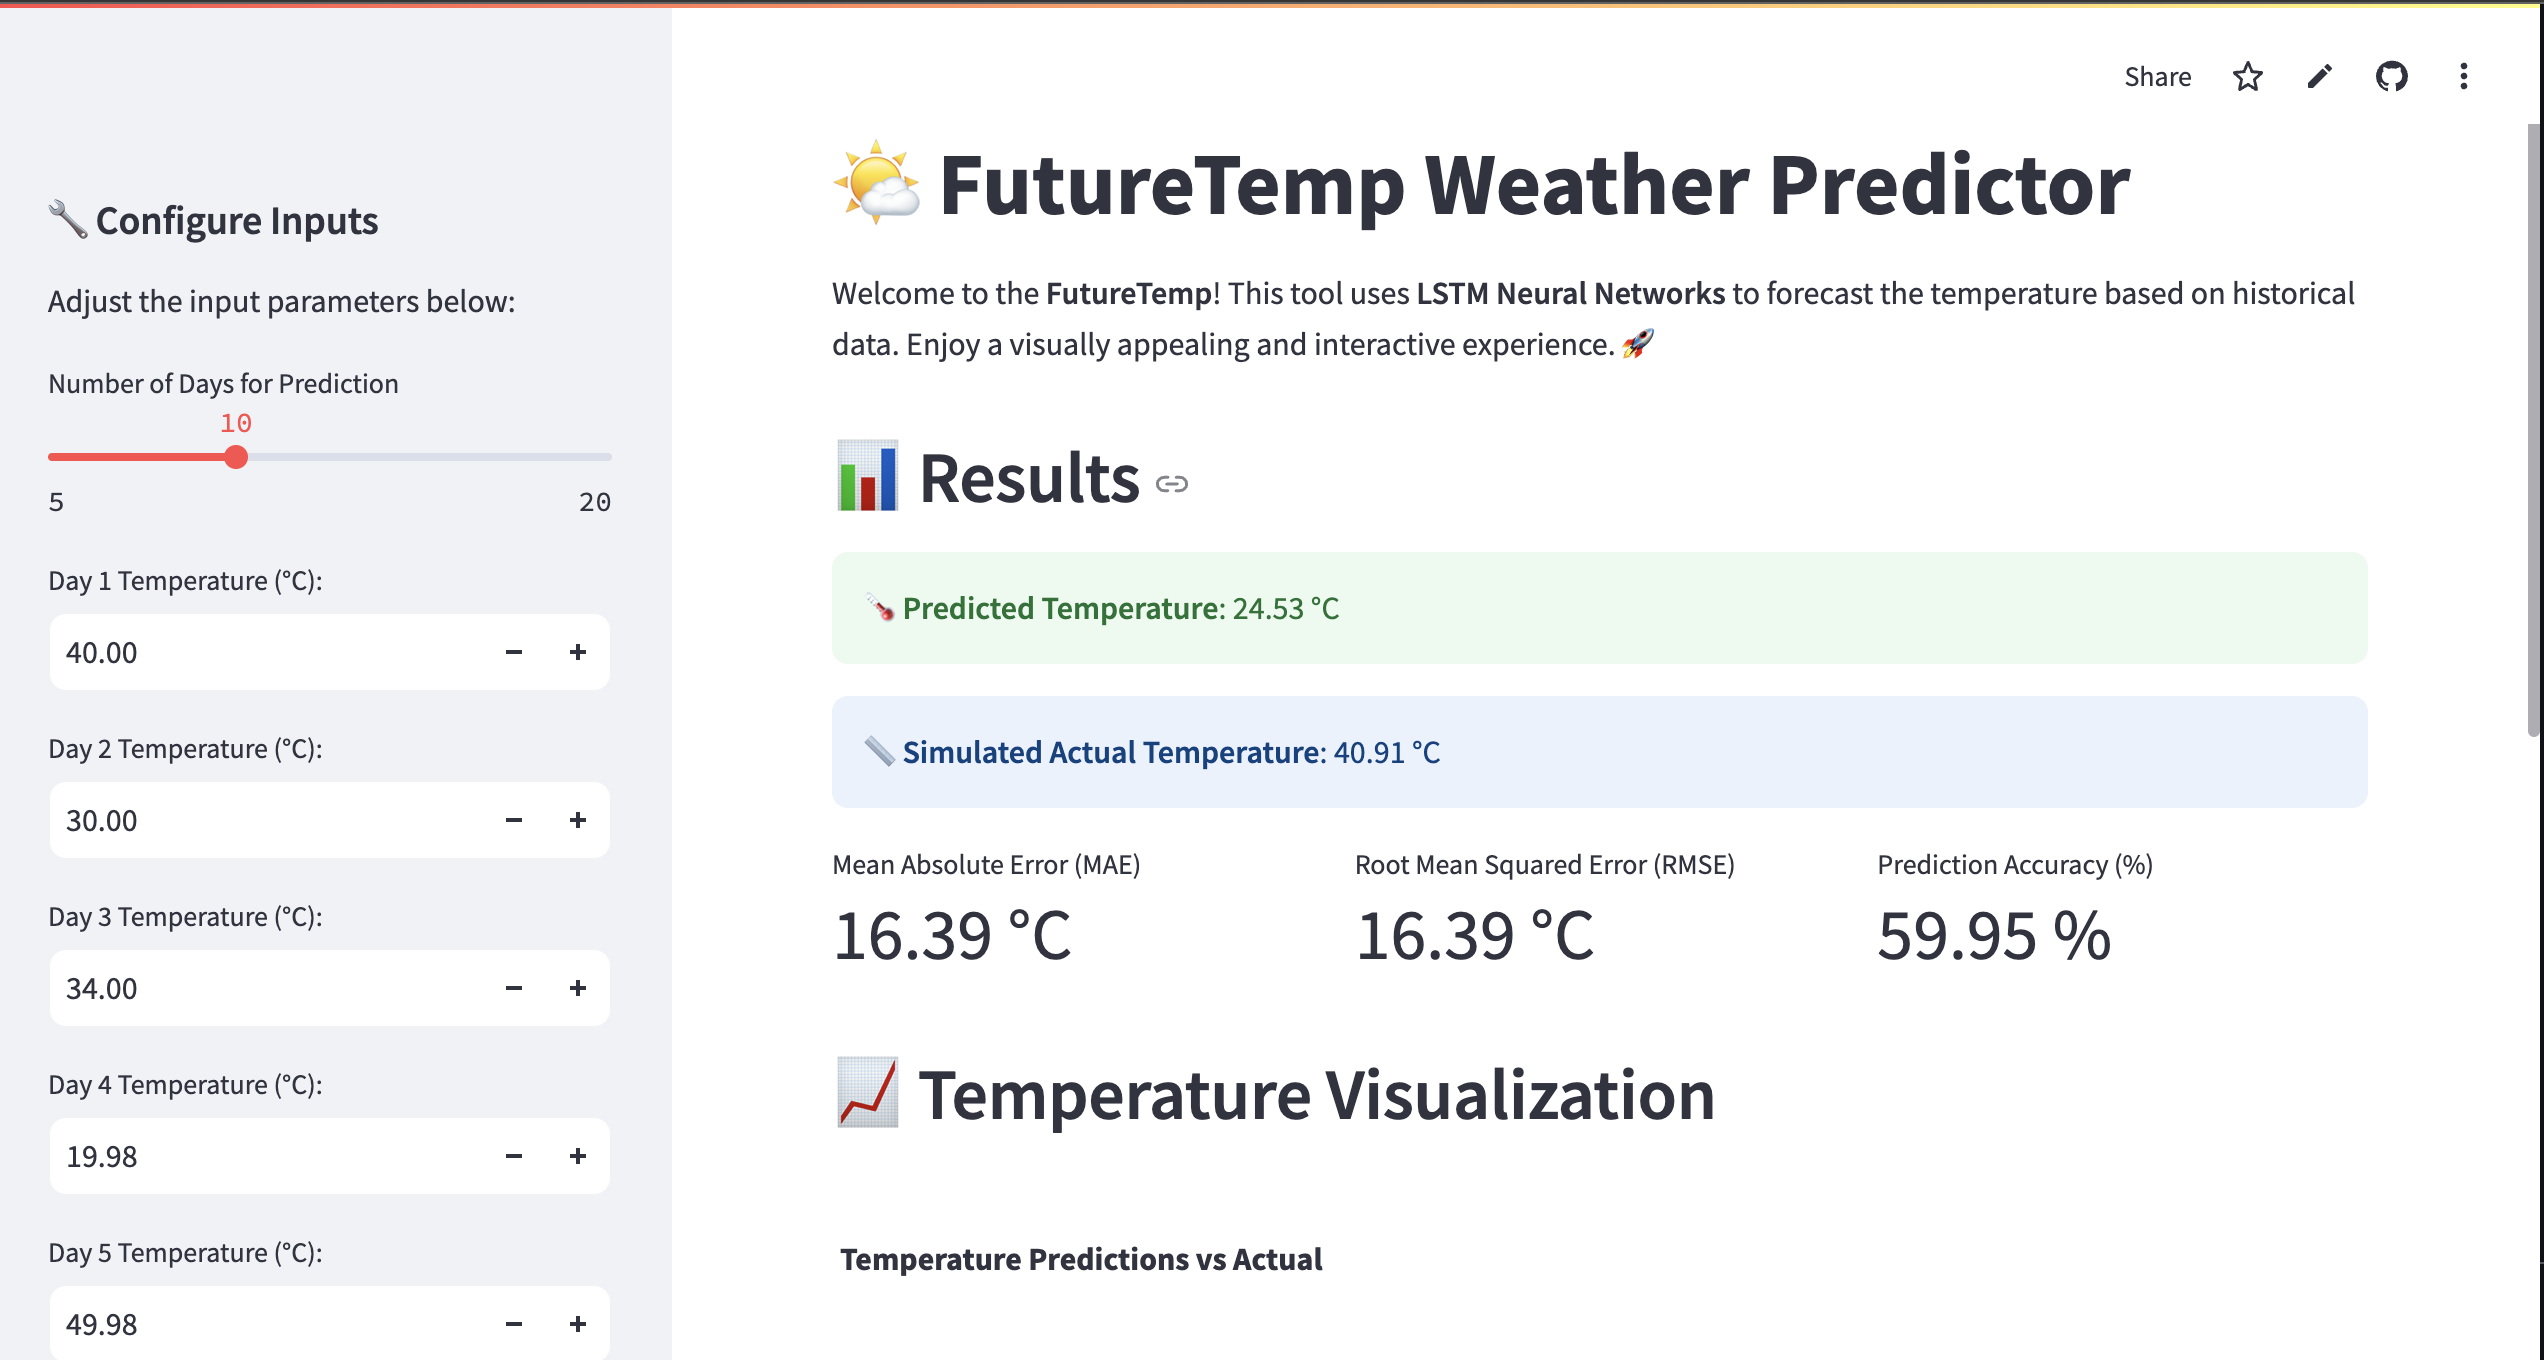 Share
🔧 Configure Inputs
Adjust the input parameters below:
Number of Days for Prediction
10
5 20
Day 1 Temperature (°C):
40.00 − +
Day 2 Temperature (°C):
30.00 − +
Day 3 Temperature (°C):
34.00 − +
Day 4 Temperature (°C):
19.98 − +
Day 5 Temperature (°C):
49.98 − +
🌤️ FutureTemp Weather Predictor
Welcome to the FutureTemp! This tool uses LSTM Neural Networks to forecast the temperature based on historical
data. Enjoy a visually appealing and interactive experience. 🚀
📊 Results
🌡️ Predicted Temperature: 24.53 °C
📏 Simulated Actual Temperature: 40.91 °C
Mean Absolute Error (MAE) Root Mean Squared Error (RMSE) Prediction Accuracy (%)
16.39 °C 16.39 °C 59.95 %
📈 Temperature Visualization
Temperature Predictions vs Actual